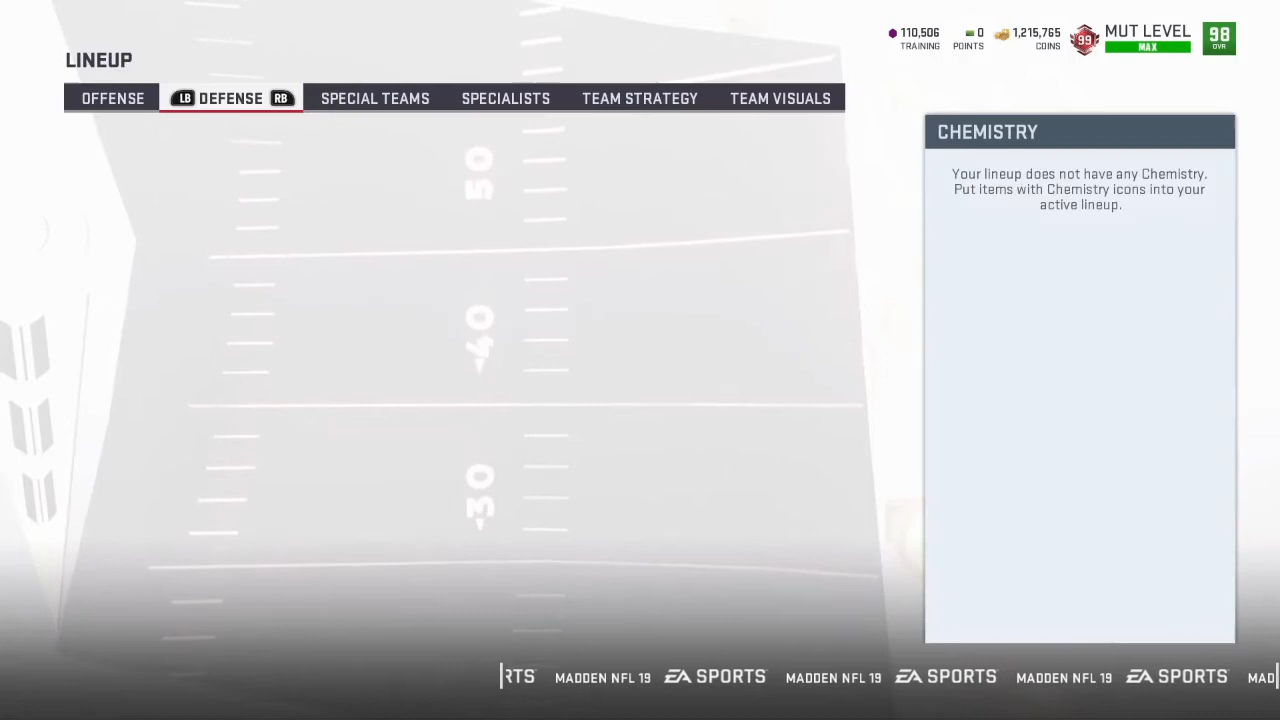 LINEUP
110,506 TRAINING
0 POINTS
1,215,765 COINS
99
MUT LEVEL
MAX
98
OVR
OFFENSE LB DEFENSE RB SPECIAL TEAMS SPECIALISTS TEAM STRATEGY TEAM VISUALS
CHEMISTRY
Your lineup does not have any Chemistry.
Put items with Chemistry icons into your
active lineup.
50
40
30
RTS MADDEN NFL 19 EA SPORTS MADDEN NFL 19 EA SPORTS MADDEN NFL 19 EA SPORTS MAD